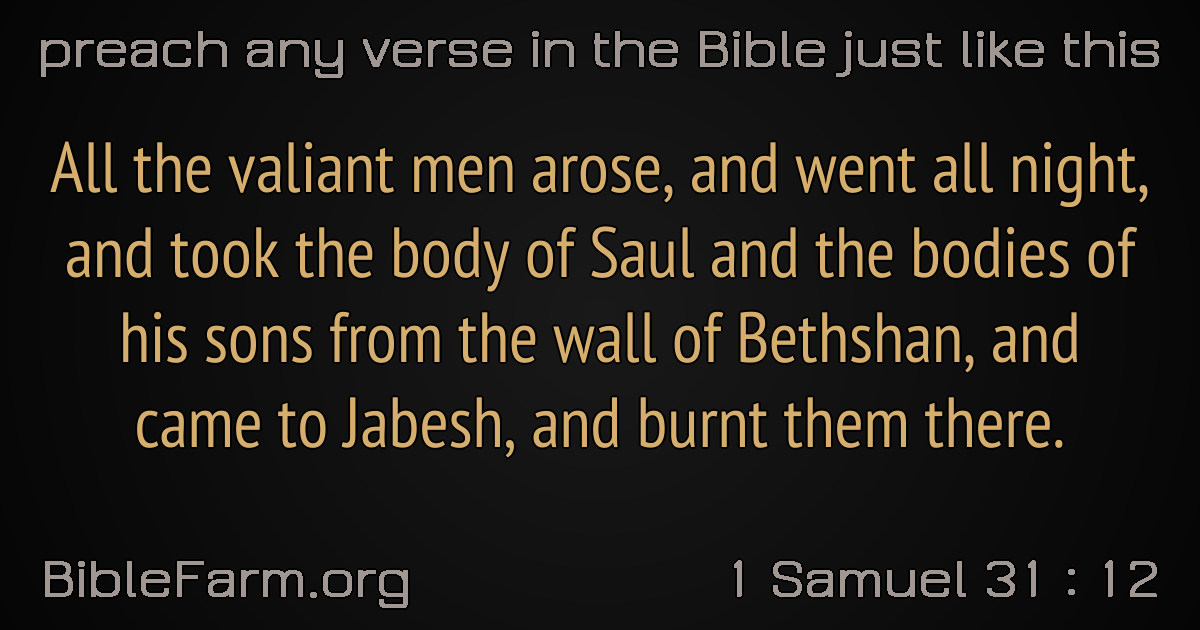 preach any verse in the Bible just like this
All the valiant men arose, and went all night,
and took the body of Saul and the bodies of
his sons from the wall of Bethshan, and
came to Jabesh, and burnt them there.
BibleFarm.org
1 Samuel 31 : 12